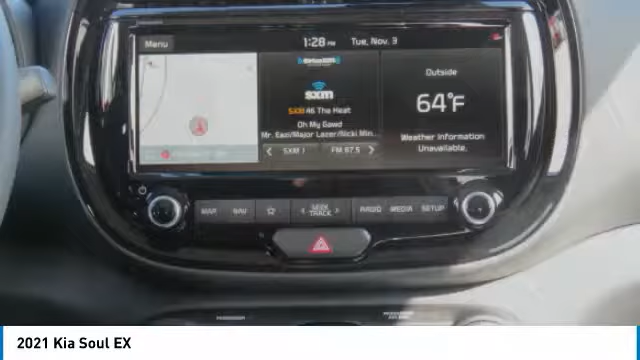 Menu
1:28 PM Tue, Nov. 3
SiriusXM
Outside
sxm
64°F
SXM 46 The Heat
Oh My Gawd
Mr. Eazi/Major Lazer/Nicki Min...
Weather Information
Unavailable.
SXM 1
FM 87.5
MAP
NAV
SEEK
TRACK
RADIO
MEDIA
SETUP
PASSENGER
2021 Kia Soul EX